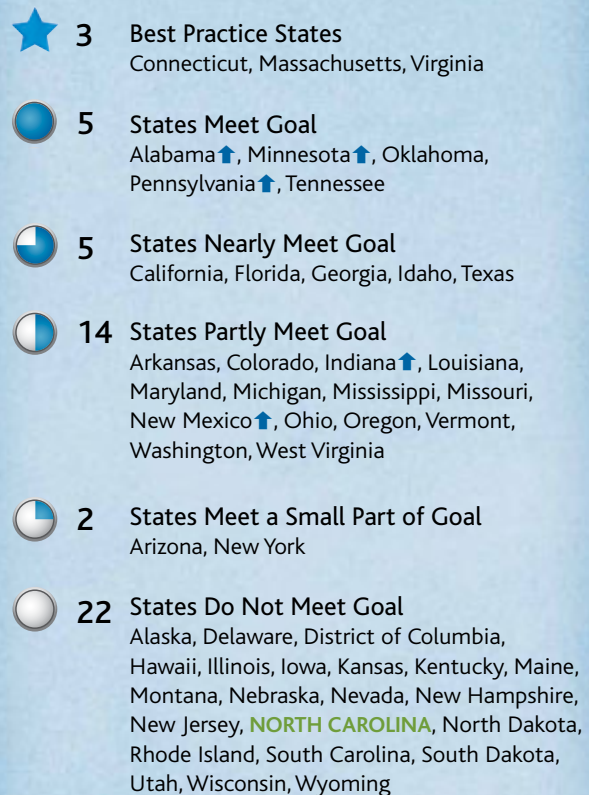 3 Best Practice States
Connecticut, Massachusetts, Virginia
5 States Meet Goal
Alabama⬆, Minnesota⬆, Oklahoma,
Pennsylvania⬆, Tennessee
5 States Nearly Meet Goal
California, Florida, Georgia, Idaho, Texas
14 States Partly Meet Goal
Arkansas, Colorado, Indiana⬆, Louisiana,
Maryland, Michigan, Mississippi, Missouri,
New Mexico⬆, Ohio, Oregon, Vermont,
Washington, West Virginia
2 States Meet a Small Part of Goal
Arizona, New York
22 States Do Not Meet Goal
Alaska, Delaware, District of Columbia,
Hawaii, Illinois, Iowa, Kansas, Kentucky, Maine,
Montana, Nebraska, Nevada, New Hampshire,
New Jersey, NORTH CAROLINA, North Dakota,
Rhode Island, South Carolina, South Dakota,
Utah, Wisconsin, Wyoming